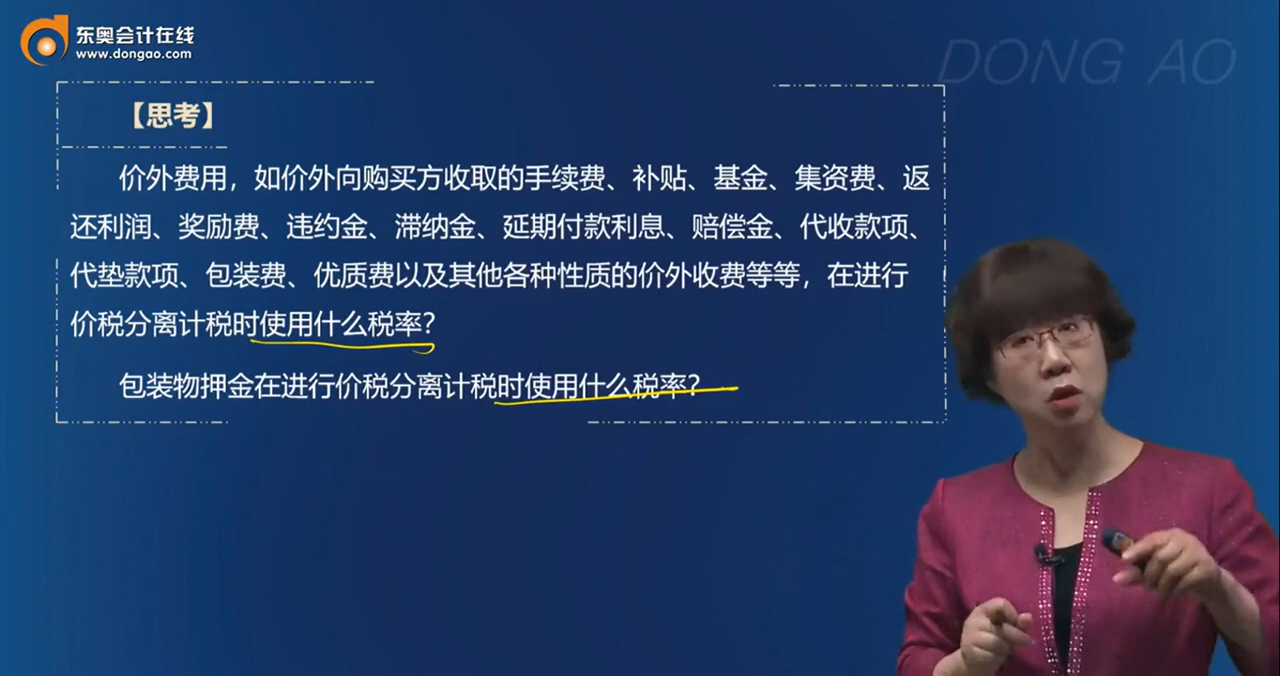 东奥会计在线
www.dongao.com
DONG AO
【思考】
价外费用，如价外向购买方收取的手续费、补贴、基金、集资费、返
还利润、奖励费、违约金、滞纳金、延期付款利息、赔偿金、代收款项、
代垫款项、包装费、优质费以及其他各种性质的价外收费等等，在进行
价税分离计税时使用什么税率？
包装物押金在进行价税分离计税时使用什么税率？